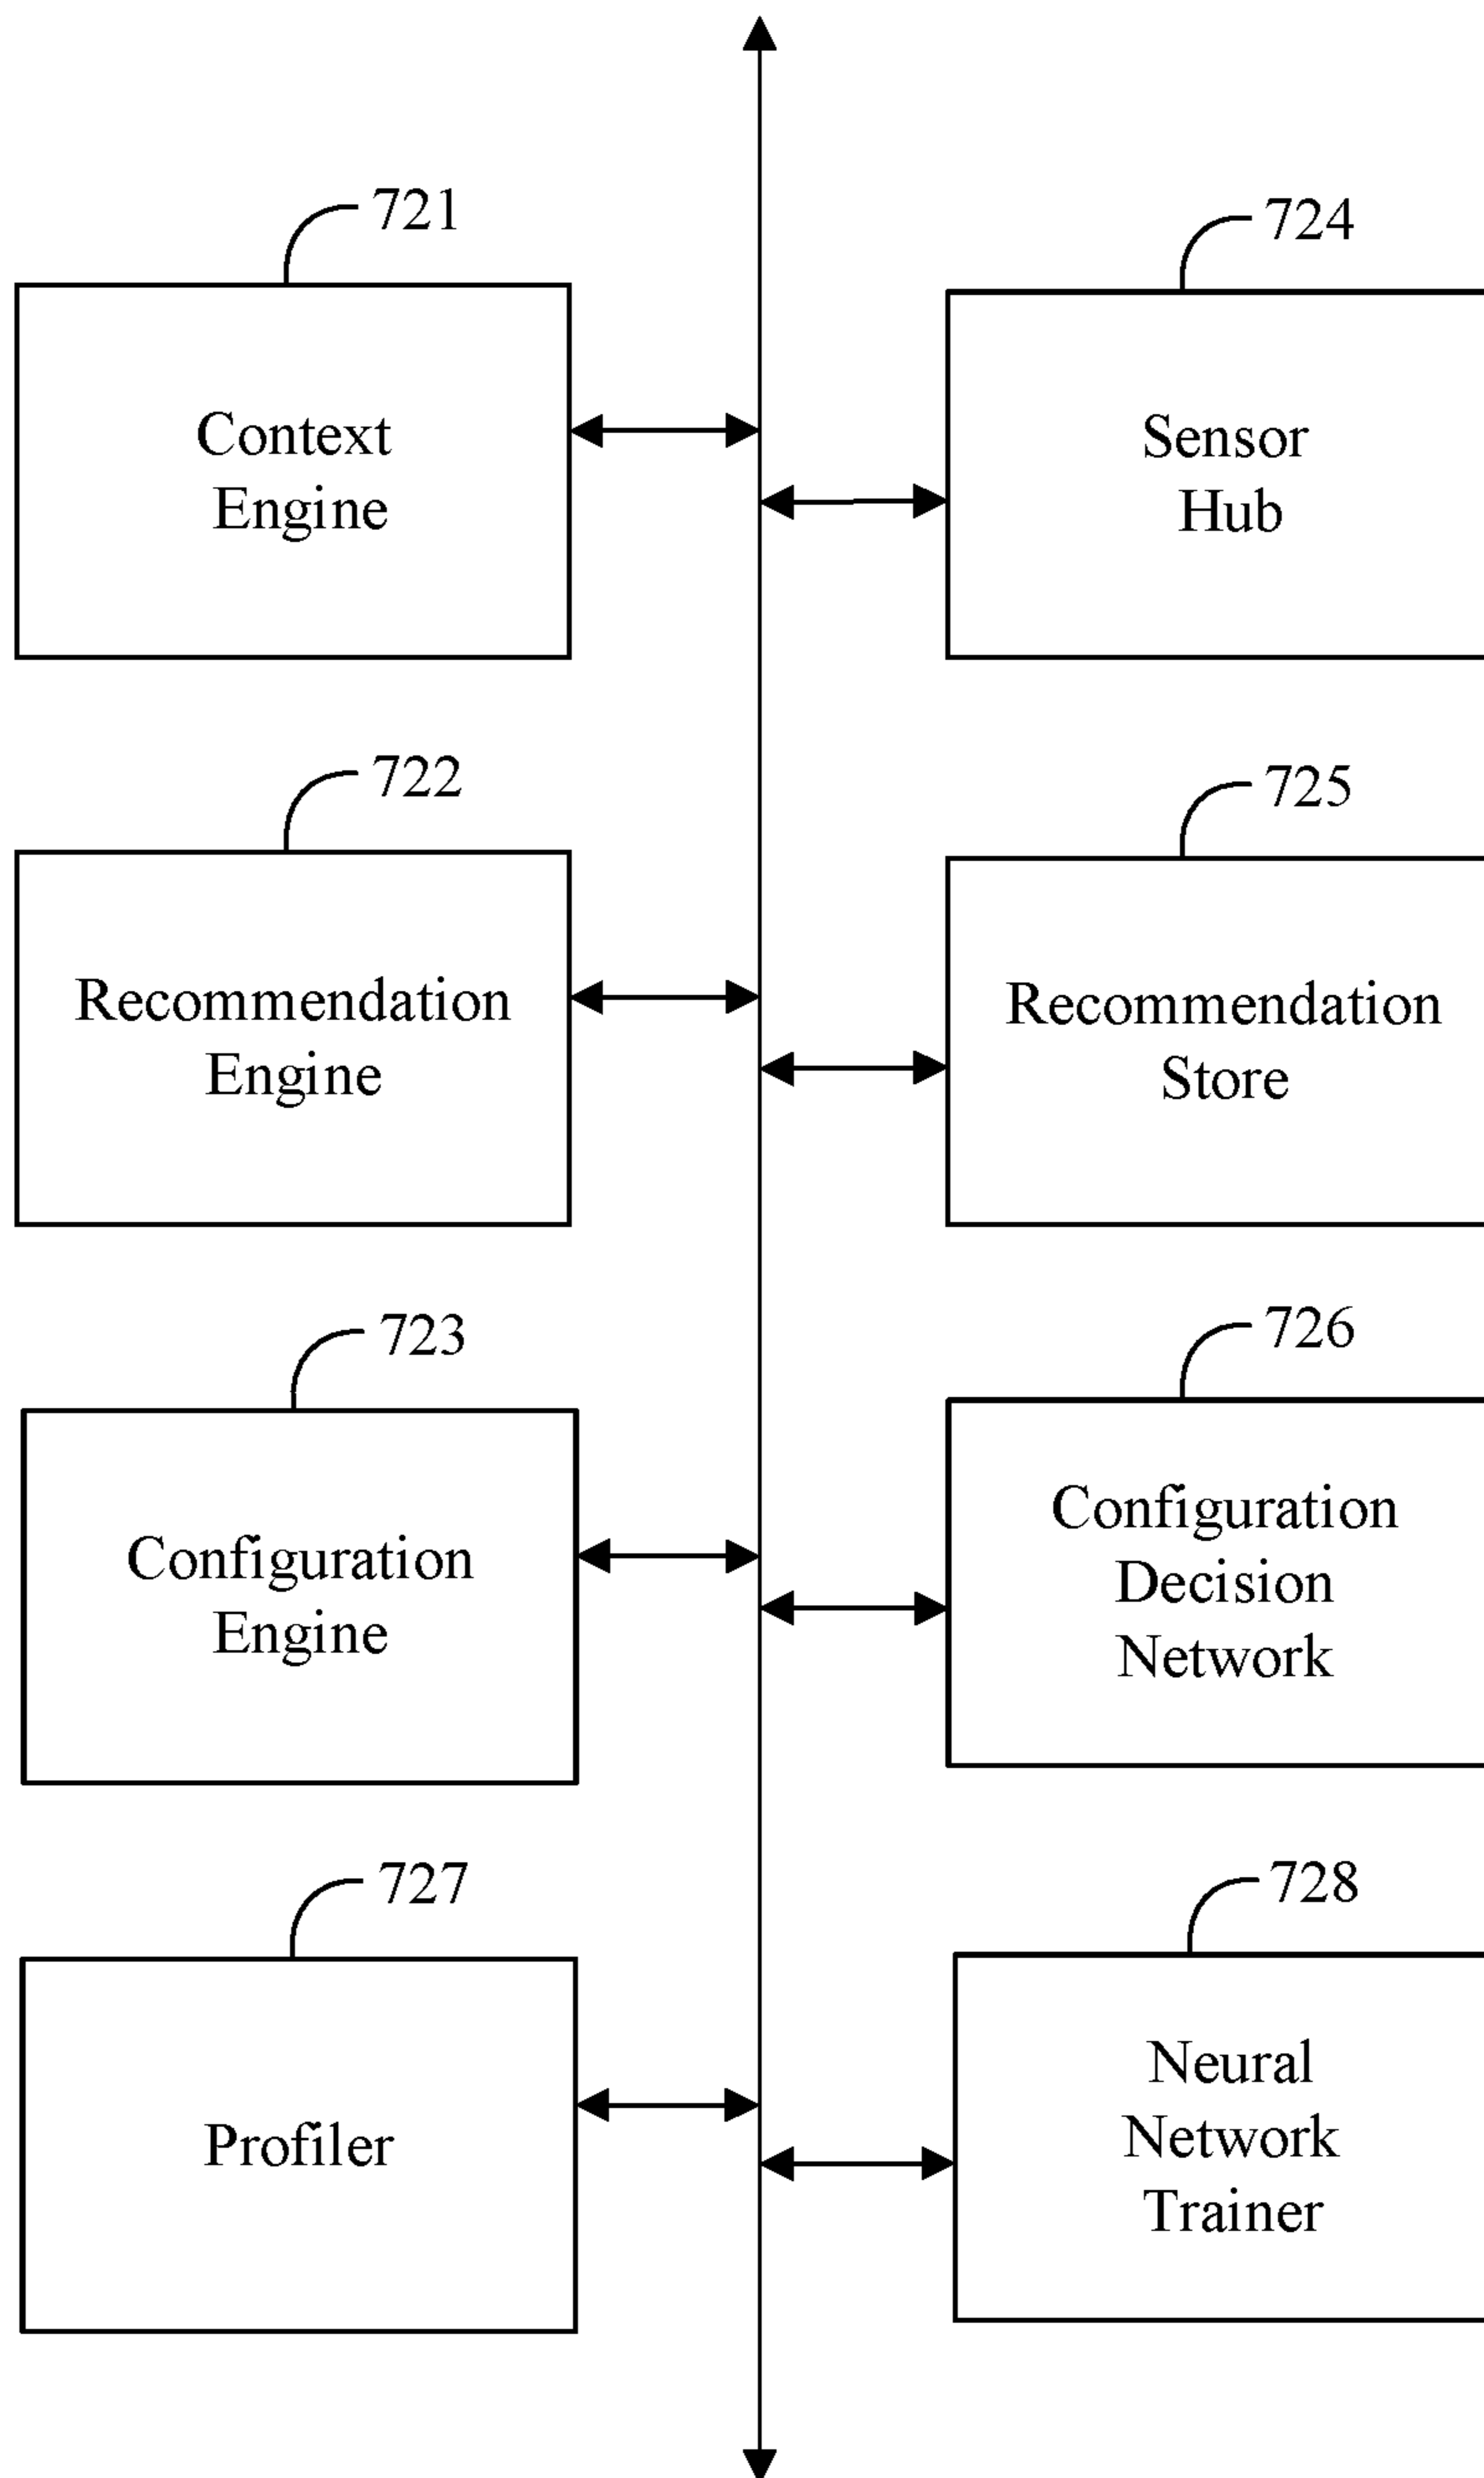 721
Context
Engine
724
Sensor
Hub
722
Recommendation
Engine
725
Recommendation
Store
723
Configuration
Engine
726
Configuration
Decision
Network
727
Profiler
728
Neural
Network
Trainer